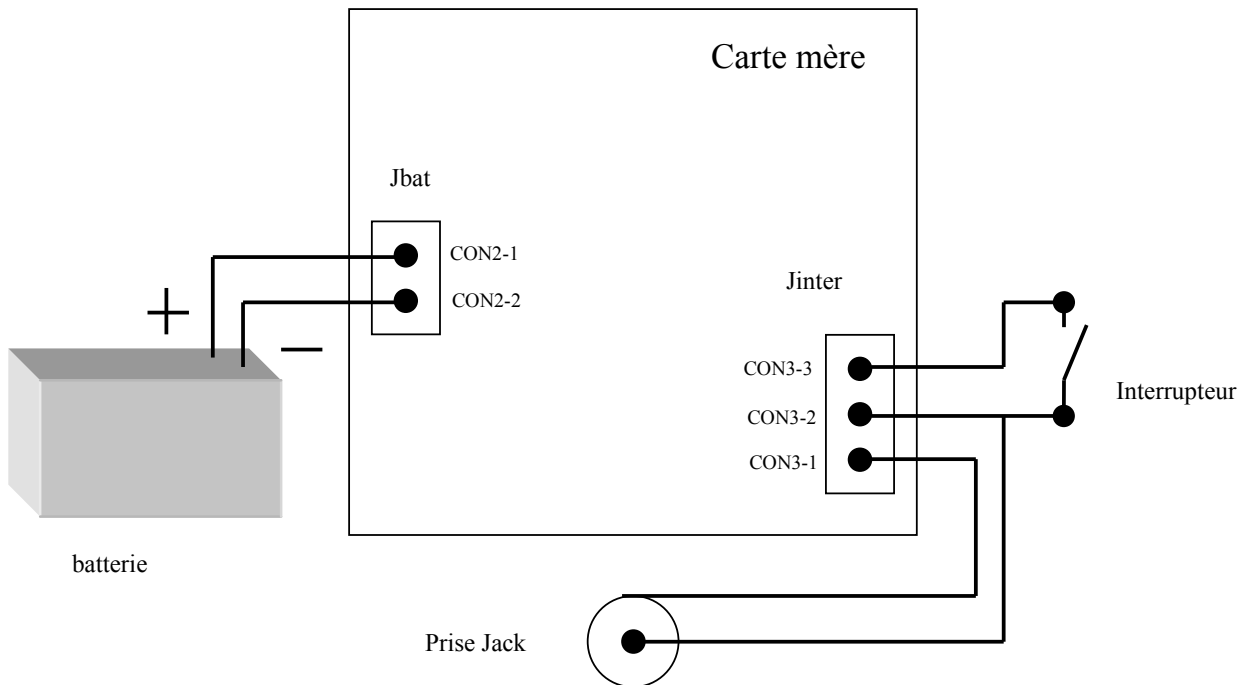 Carte mère
Jbat
CON2-1
CON2-2
+
−
batterie
Jinter
CON3-3
CON3-2
CON3-1
Interrupteur
Prise Jack